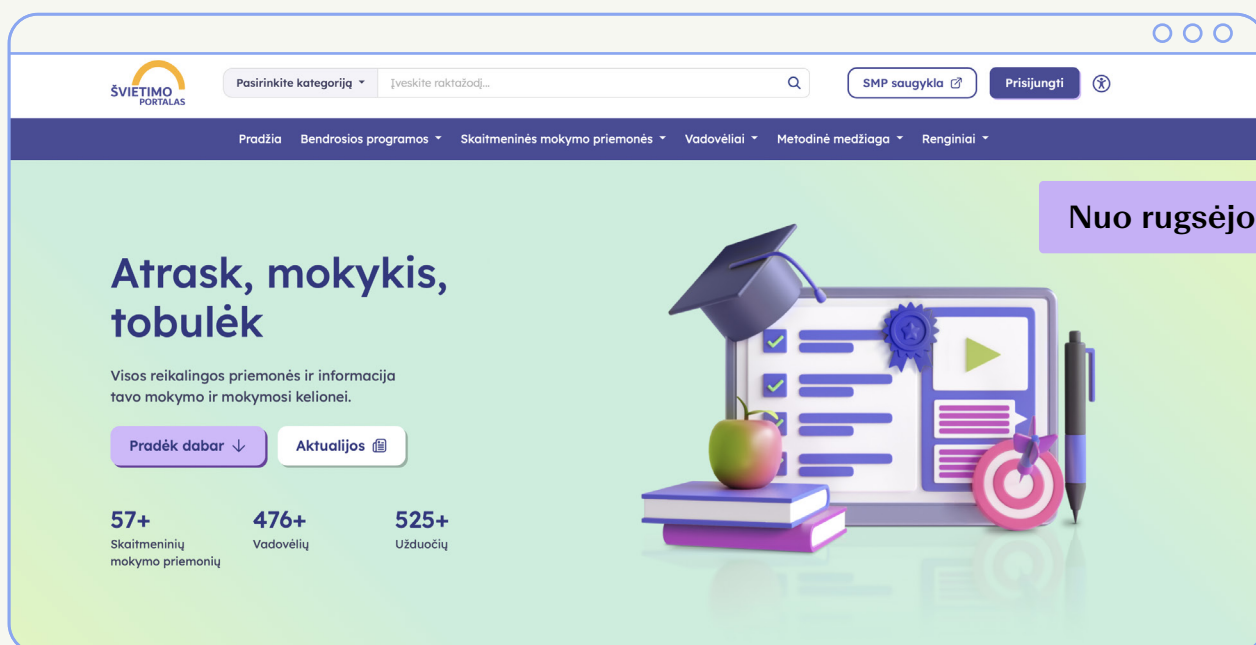 ŠVIETIMO
PORTALAS
Pasirinkite kategoriją
Įveskite raktažodį...
SMP saugykla
Prisijungti
Pradžia Bendrosios programos Skaitmeninės mokymo priemonės Vadovėliai Metodinė medžiaga Renginiai
Nuo rugsėjo
Atrask, mokykis,
tobulėk
Visos reikalingos priemonės ir informacija
tavo mokymo ir mokymosi kelionei.
Pradėk dabar
Aktualijos
57+ 476+ 525+
Skaitmeninių Vadovėlių Užduočių
mokymo priemonių